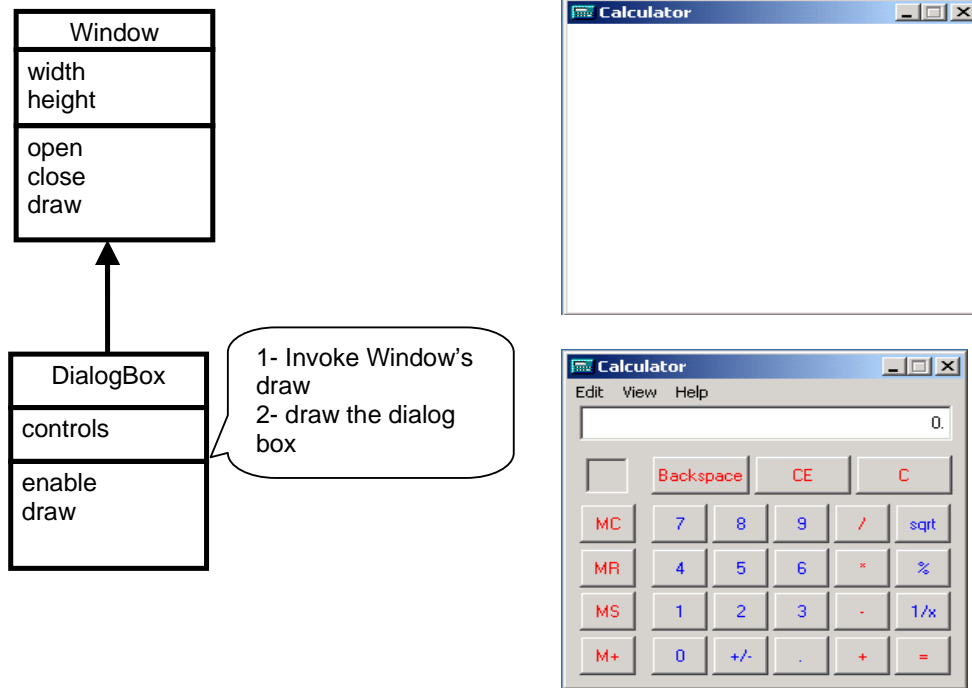 Window
width
height
open
close
draw
DialogBox
controls
enable
draw
1- Invoke Window’s
draw
2- draw the dialog
box
Calculator
Calculator
Edit View Help
0.
Backspace CE C
MC 7 8 9 / sqrt
MR 4 5 6 * %
MS 1 2 3 - 1/x
M+ 0 +/- . + =